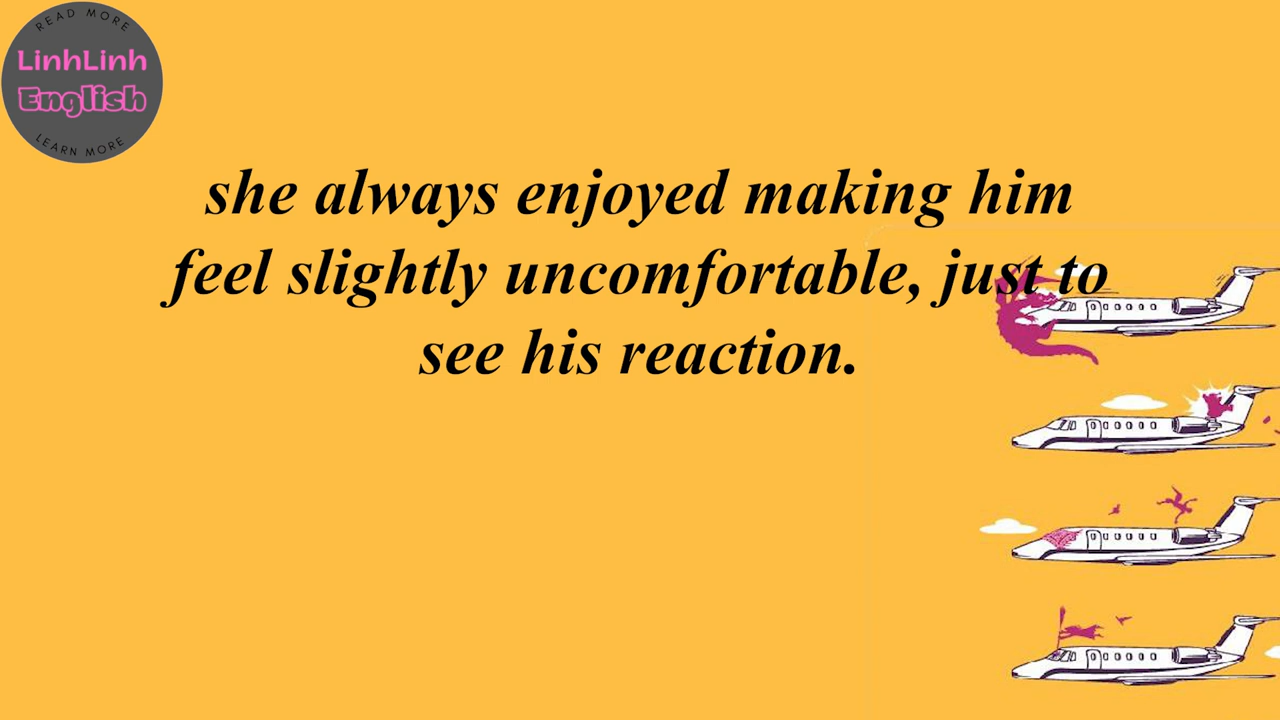 READ MORE
LinhLinh
English
LEARN MORE
she always enjoyed making him
feel slightly uncomfortable, just to
see his reaction.